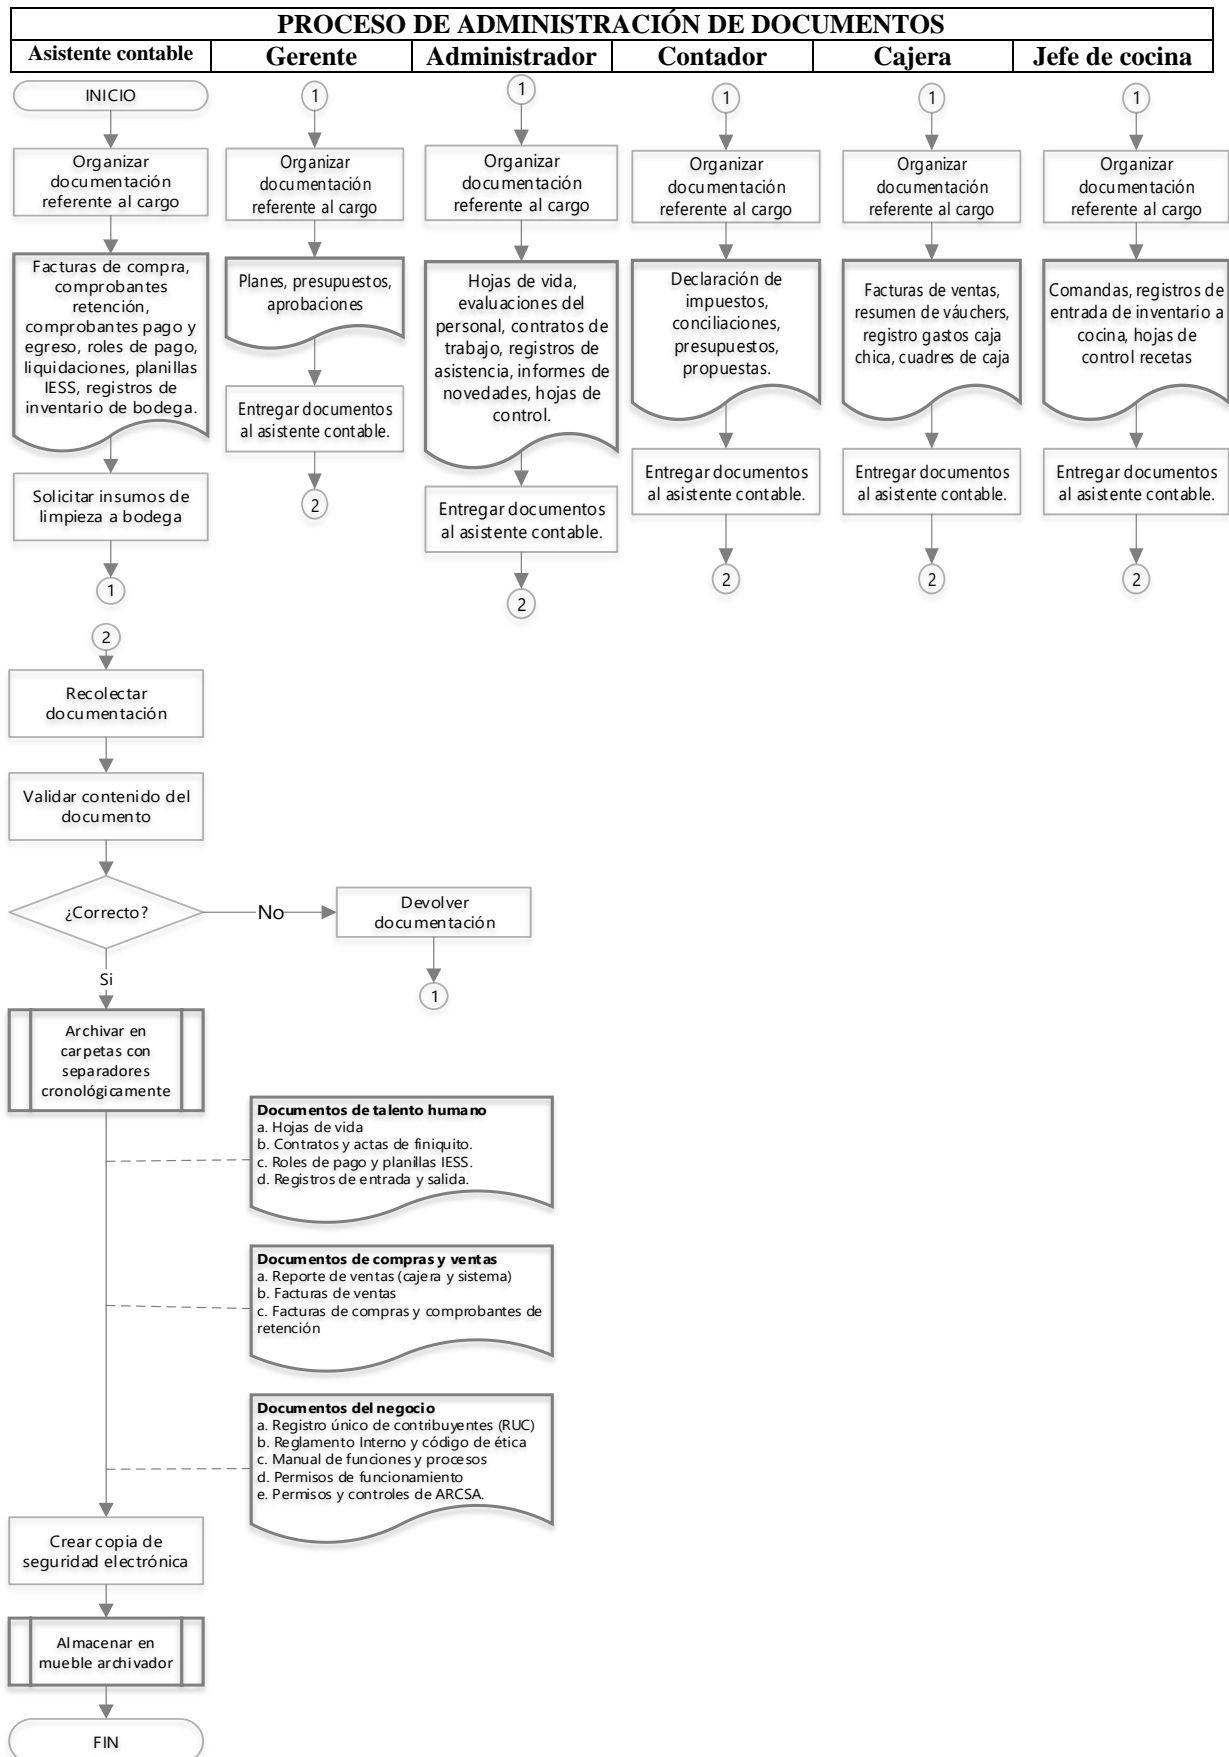 PROCESO DE ADMINISTRACIÓN DE DOCUMENTOS
Asistente contable
Gerente
Administrador
Contador
Cajera
Jefe de cocina
INICIO
Organizar
documentación
referente al cargo
Facturas de compra,
comprobantes
retención,
comprobantes pago y
egreso, roles de pago,
liquidaciones, planillas
IESS, registros de
inventario de bodega.
Solicitar insumos de
limpieza a bodega
1
1
Organizar
documentación
referente al cargo
Planes, presupuestos,
aprobaciones
Entregar documentos
al asistente contable.
2
1
Organizar
documentación
referente al cargo
Hojas de vida,
evaluaciones del
personal, contratos de
trabajo, registros de
asistencia, informes de
novedades, hojas de
control.
Entregar documentos
al asistente contable.
2
1
Organizar
documentación
referente al cargo
Declaración de
impuestos,
conciliaciones,
presupuestos,
propuestas.
Entregar documentos
al asistente contable.
2
1
Organizar
documentación
referente al cargo
Facturas de ventas,
resumen de váuchers,
registro gastos caja
chica, cuadres de caja
Entregar documentos
al asistente contable.
2
1
Organizar
documentación
referente al cargo
Comandas, registros de
entrada de inventario a
cocina, hojas de
control recetas
Entregar documentos
al asistente contable.
2
2
Recolectar
documentación
Validar contenido del
documento
¿Correcto?
No
Devolver
documentación
1
Si
Archivar en
carpetas con
separadores
cronológicamente
Documentos de talento humano
a. Hojas de vida
b. Contratos y actas de finiquito.
c. Roles de pago y planillas IESS.
d. Registros de entrada y salida.
Documentos de compras y ventas
a. Reporte de ventas (cajera y sistema)
b. Facturas de ventas
c. Facturas de compras y comprobantes de
retención
Documentos del negocio
a. Registro único de contribuyentes (RUC)
b. Reglamento Interno y código de ética
c. Manual de funciones y procesos
d. Permisos de funcionamiento
e. Permisos y controles de ARCSA.
Crear copia de
seguridad electrónica
Almacenar en
mueble archivador
FIN